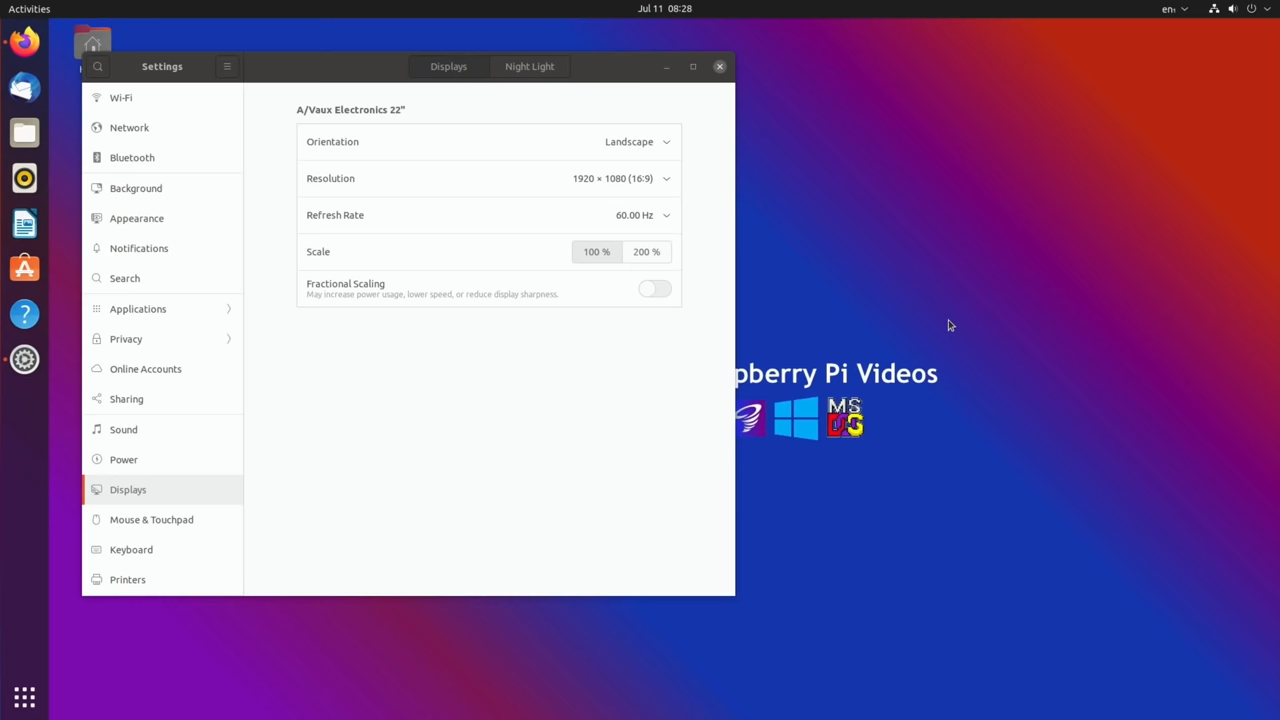 Activities
Jul 11 08:28
en₁
Settings
Displays
Night Light
Wi-Fi
Network
Bluetooth
Background
Appearance
Notifications
Search
Applications
Privacy
Online Accounts
Sharing
Sound
Power
Displays
Mouse & Touchpad
Keyboard
Printers
A/Vaux Electronics 22"
Orientation
Landscape
Resolution
1920 × 1080 (16:9)
Refresh Rate
60.00 Hz
Scale
100 %
200 %
Fractional Scaling
May increase power usage, lower speed, or reduce display sharpness.
pberry Pi Videos
MS